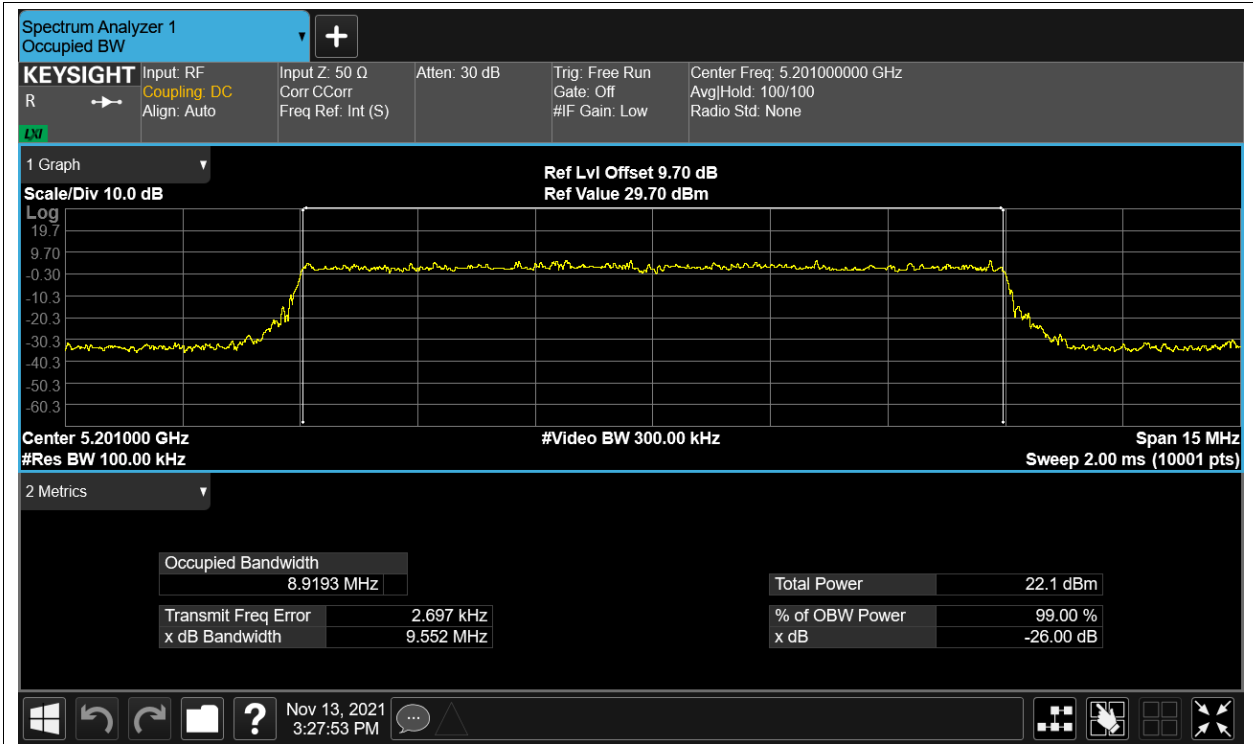 Spectrum Analyzer 1
Occupied BW
KEYSIGHT
R
LXI
Input: RF
Coupling: DC
Align: Auto
Input Z: 50 Ω
Corr CCorr
Freq Ref: Int (S)
Atten: 30 dB
Trig: Free Run
Gate: Off
#IF Gain: Low
Center Freq: 5.201000000 GHz
Avg|Hold: 100/100
Radio Std: None
1 Graph
Scale/Div 10.0 dB
Ref Lvl Offset 9.70 dB
Ref Value 29.70 dBm
Log
19.7
9.70
-0.30
-10.3
-20.3
-30.3
-40.3
-50.3
-60.3
Center 5.201000 GHz
#Res BW 100.00 kHz
#Video BW 300.00 kHz
Span 15 MHz
Sweep 2.00 ms (10001 pts)
2 Metrics
Occupied Bandwidth
8.9193 MHz
Transmit Freq Error 2.697 kHz
x dB Bandwidth 9.552 MHz
Total Power 22.1 dBm
% of OBW Power 99.00 %
x dB -26.00 dB
?
Nov 13, 2021
3:27:53 PM